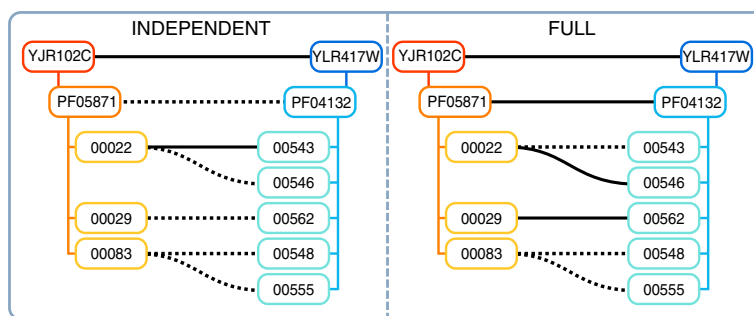 INDEPENDENT
YJR102C YLR417W
PF05871 PF04132
00022 00543
00546
00029 00562
00083 00548
00555
FULL
YJR102C YLR417W
PF05871 PF04132
00022 00543
00546
00029 00562
00083 00548
00555